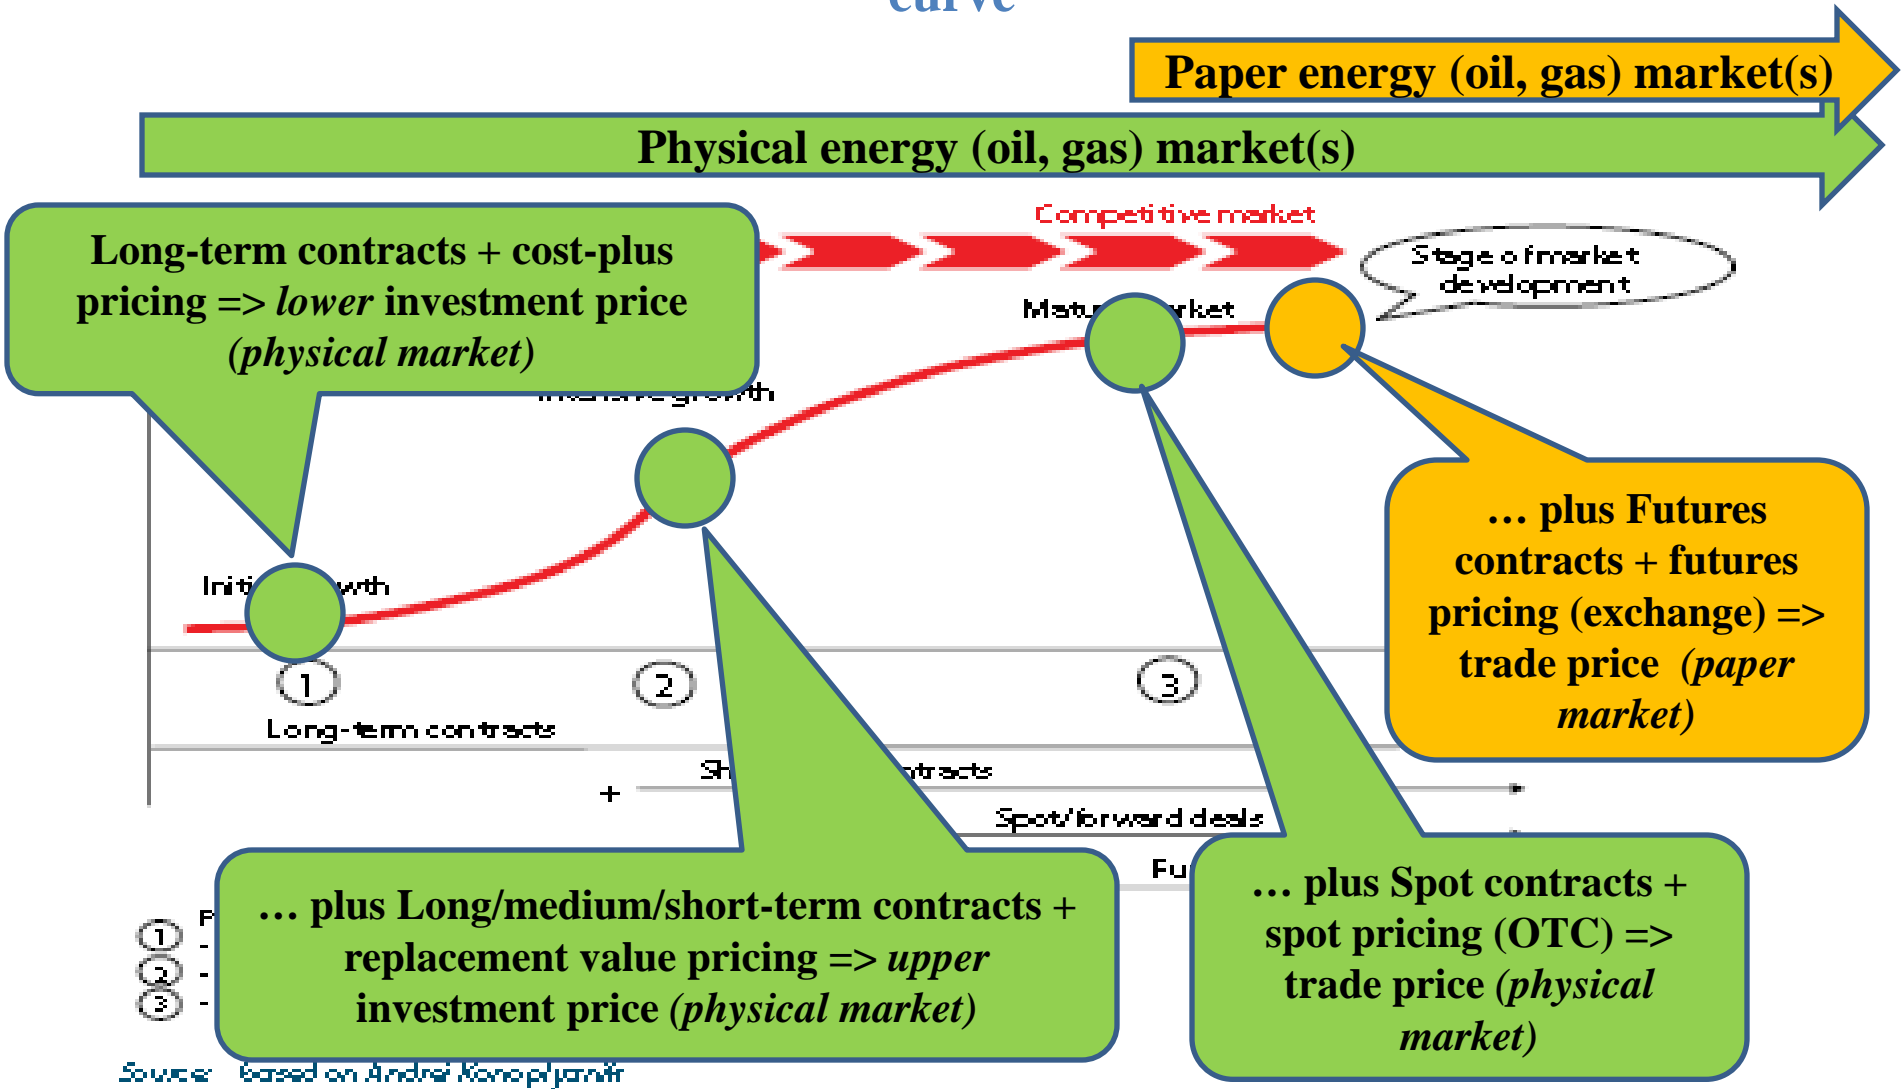 curve
Paper energy (oil, gas) market(s)
Physical energy (oil, gas) market(s)
Competitive market
Long-term contracts + cost-plus
pricing => lower investment price
(physical market)
Stage of market
development
growth
… plus Futures
contracts + futures
pricing (exchange) =>
trade price (paper
market)
1
2
3
Long-term contracts
+
Spot/forward deals
… plus Long/medium/short-term contracts +
replacement value pricing => upper
investment price (physical market)
… plus Spot contracts +
spot pricing (OTC) =>
trade price (physical
market)
1
2 -
3 -
Source: based on Andrei Konoplyanik